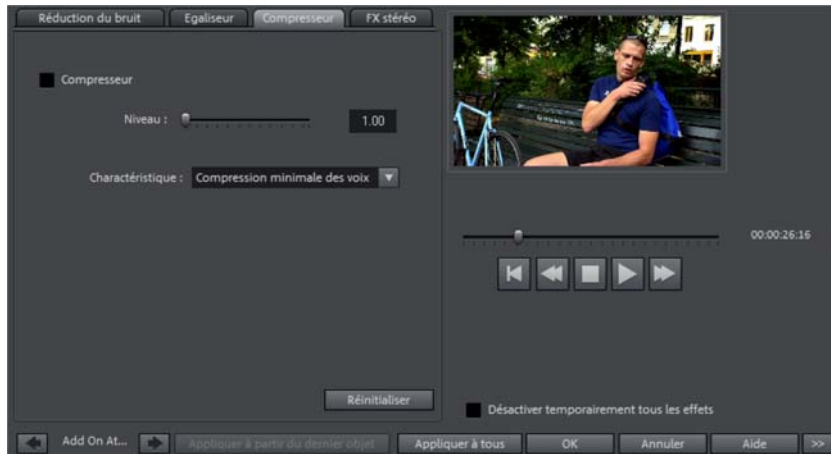 Réduction du bruit
Egaliseur
Compresseur
FX stéréo
Compresseur
Niveau :
1.00
Charactéristique :
Compression minimale des voix
00:00:26:16
Réinitialiser
Désactiver temporairement tous les effets
Add On At...
Appliquer à partir du dernier objet
Appliquer à tous
OK
Annuler
Aide
>>